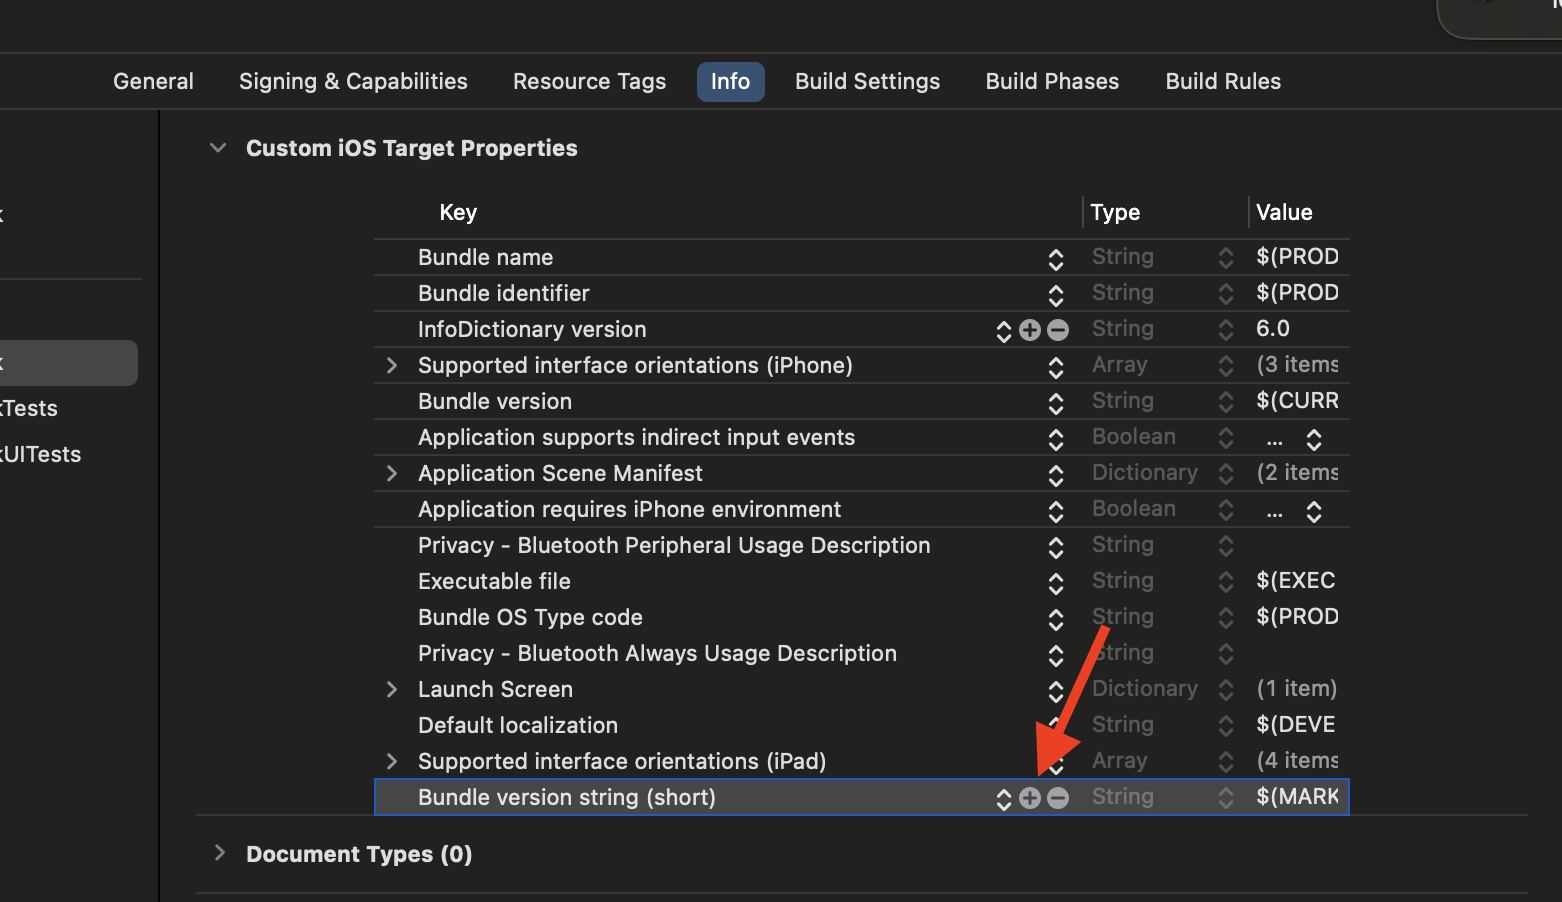 General Signing & Capabilities Resource Tags Info Build Settings Build Phases Build Rules
Custom iOS Target Properties
Key Type Value
Bundle name String $(PROD
Bundle identifier String $(PROD
InfoDictionary version String 6.0
Supported interface orientations (iPhone) Array (3 items
Bundle version String $(CURR
Application supports indirect input events Boolean ...
Application Scene Manifest Dictionary (2 items
Application requires iPhone environment Boolean ...
Privacy - Bluetooth Peripheral Usage Description String
Executable file String $(EXEC
Bundle OS Type code String $(PROD
Privacy - Bluetooth Always Usage Description String
Launch Screen Dictionary (1 item)
Default localization String $(DEVE
Supported interface orientations (iPad) Array (4 items
Bundle version string (short) String $(MARK
Document Types (0)
kTests
kUITests